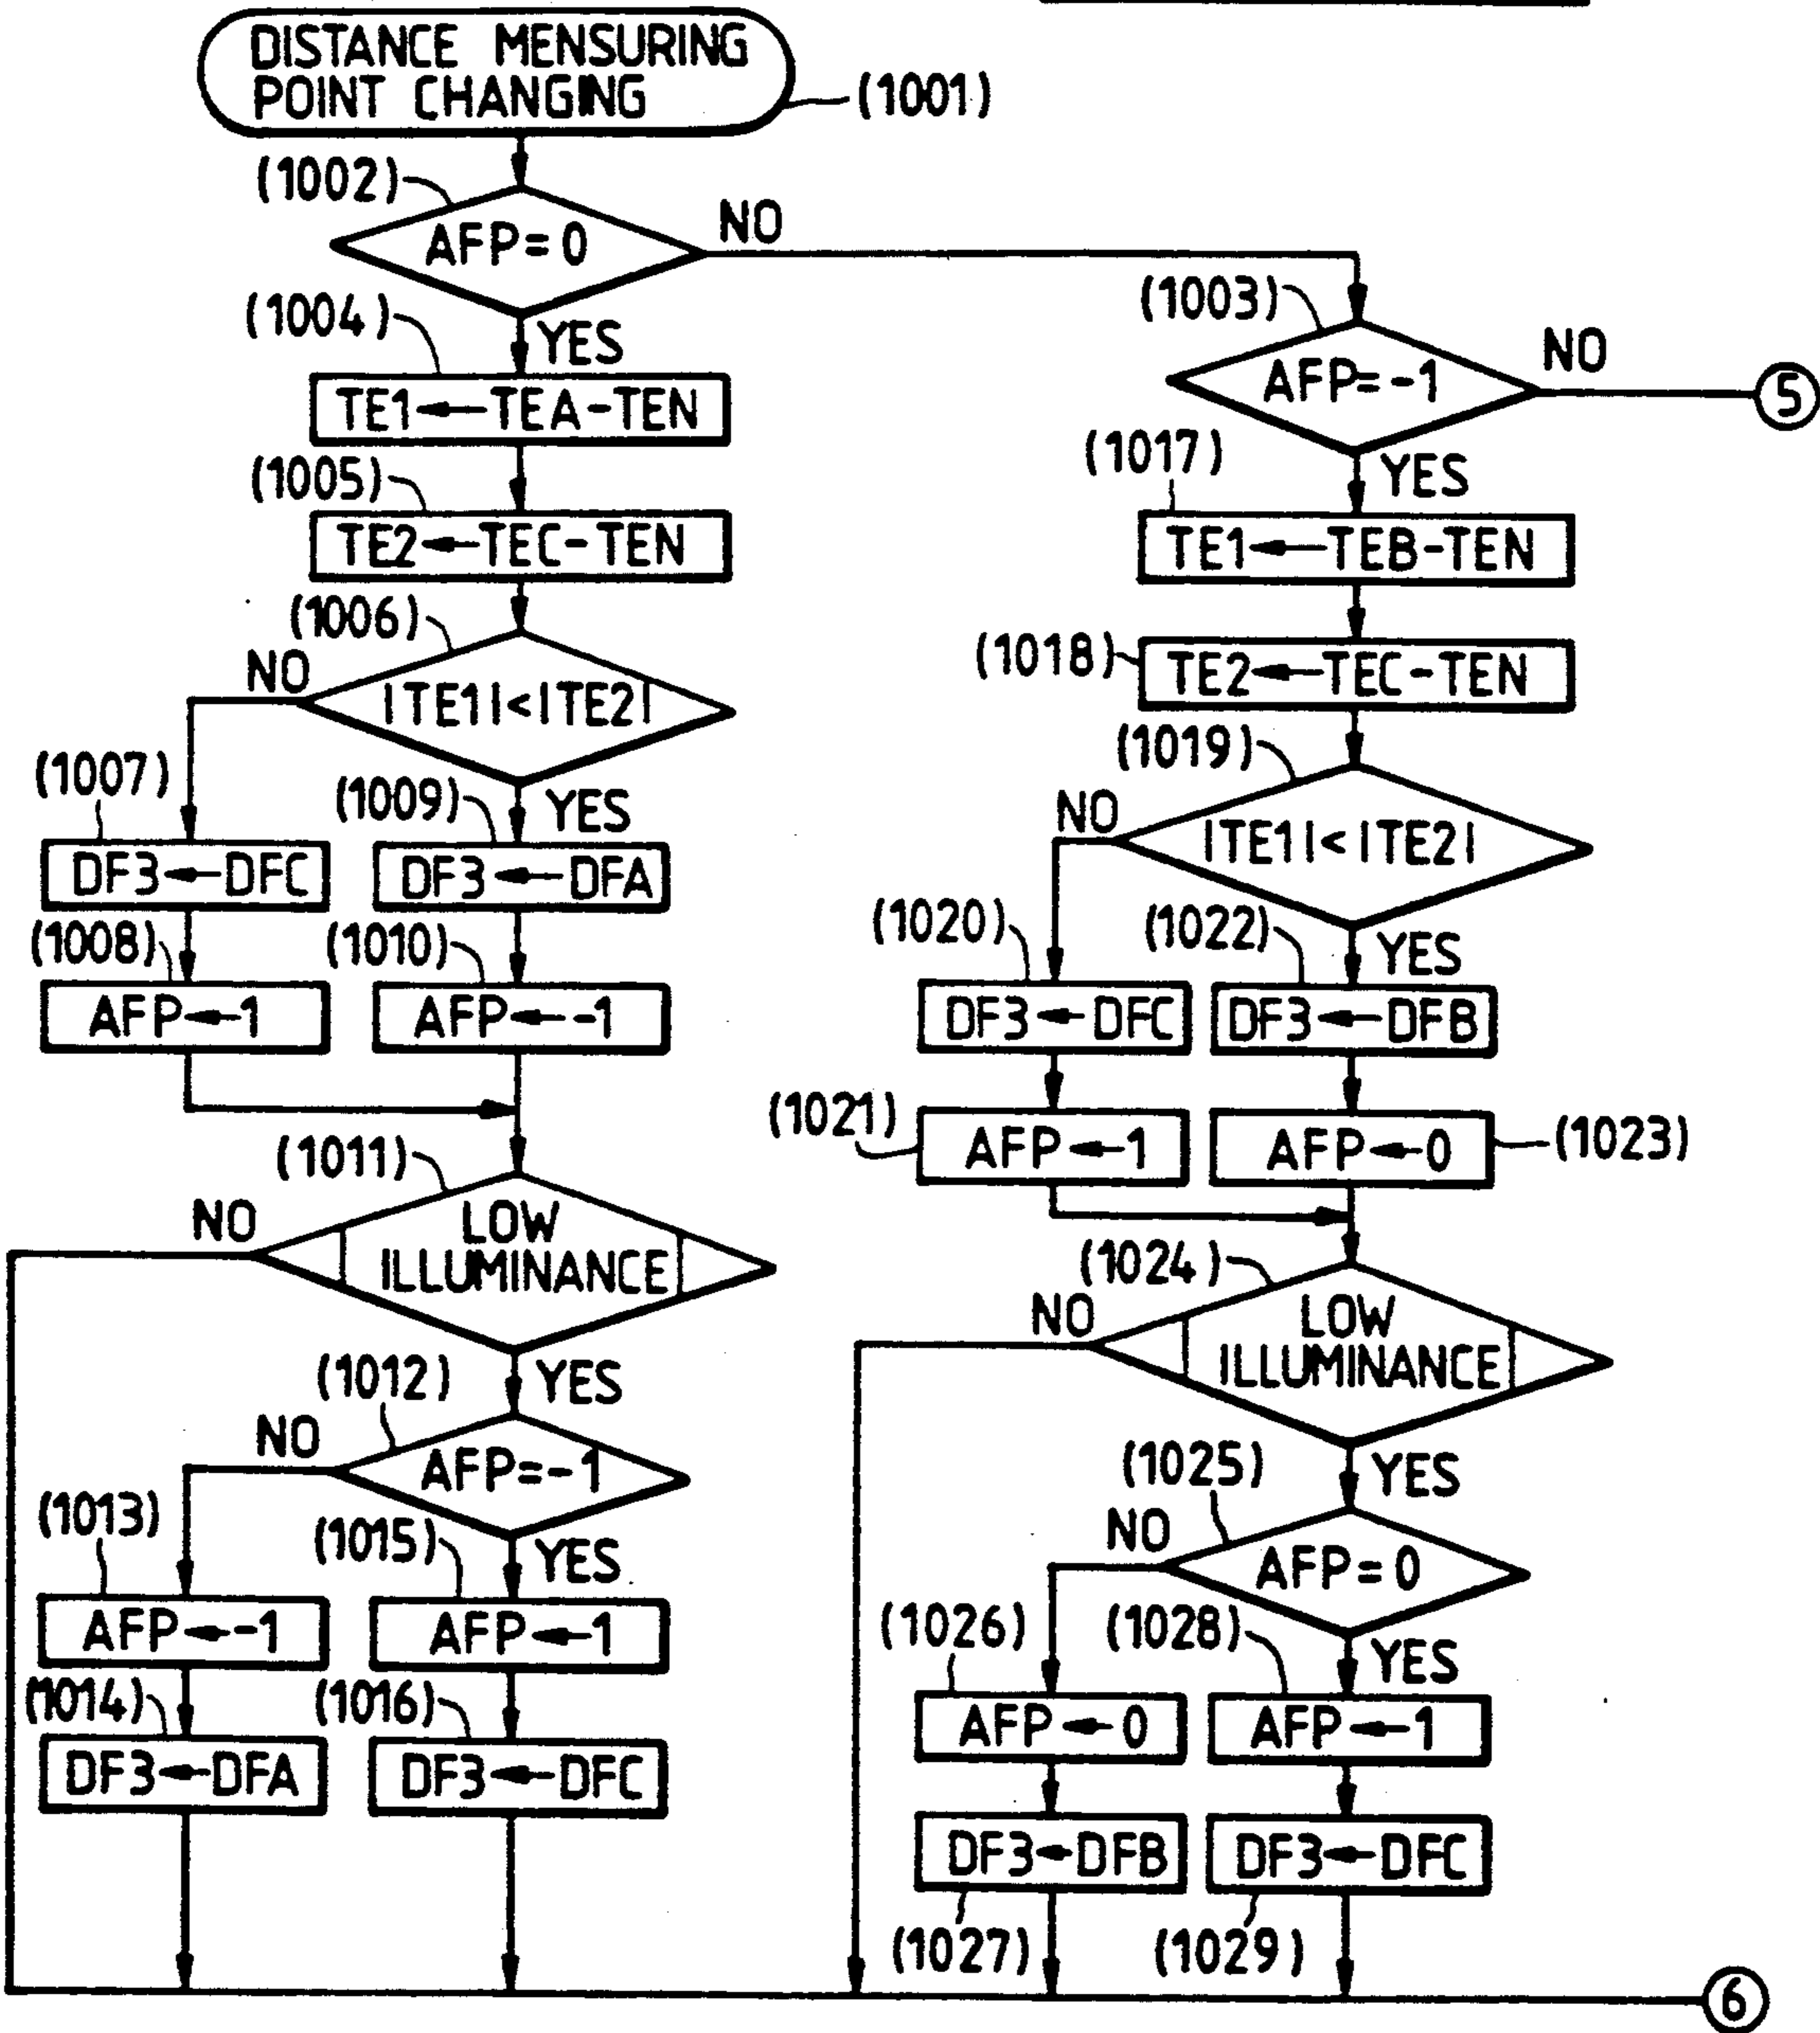 DISTANCE MENSURING
POINT CHANGING
(1001)
(1002)
AFP=0
NO
YES
(1003)
AFP=-1
NO
5
YES
(1004)
TE1←TEA-TEN
(1005)
TE2←TEC-TEN
(1006)
|TE1|<|TE2|
NO
YES
(1007)
DF3←DFC
(1008)
AFP←1
(1009)
DF3←DFA
(1010)
AFP←-1
(1011)
LOW
ILLUMINANCE
NO
YES
(1012)
AFP=-1
NO
YES
(1013)
AFP←-1
(1014)
DF3←DFA
(1015)
AFP←1
(1016)
DF3←DFC
(1017)
TE1←TEB-TEN
(1018)
TE2←TEC-TEN
(1019)
|TE1|<|TE2|
NO
YES
(1020)
DF3←DFC
(1021)
AFP←1
(1022)
DF3←DFB
(1023)
AFP←0
(1024)
LOW
ILLUMINANCE
NO
YES
(1025)
AFP=0
NO
YES
(1026)
AFP←0
(1027)
DF3←DFB
(1028)
AFP←1
(1029)
DF3←DFC
6